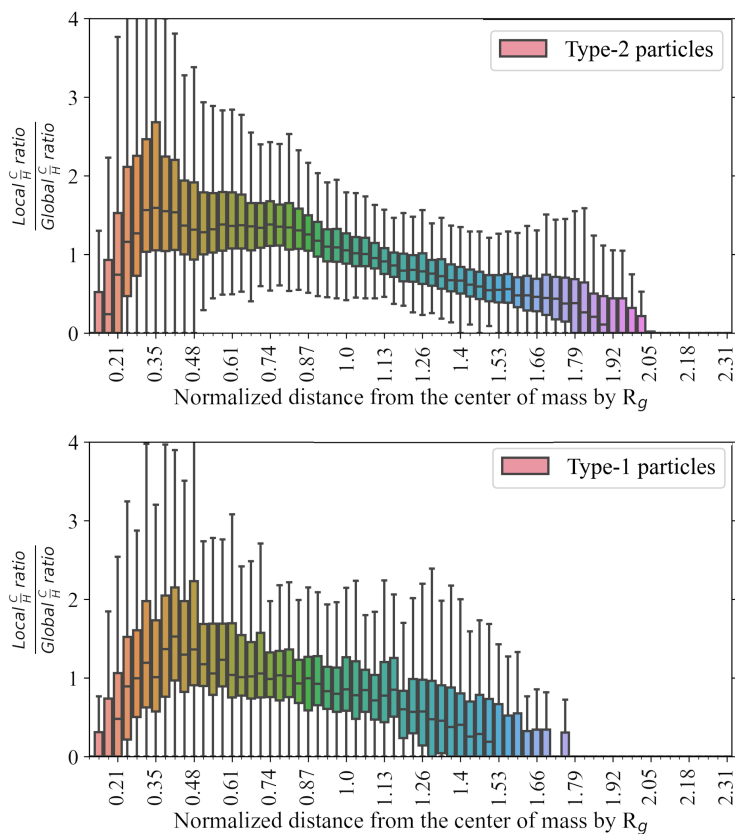 4
3
2
1
0
Local C/H ratio
Global C/H ratio
Type-2 particles
0.21 0.35 0.48 0.61 0.74 0.87 1.0 1.13 1.26 1.4 1.53 1.66 1.79 1.92 2.05 2.18 2.31
Normalized distance from the center of mass by Rg
4
3
2
1
0
Local C/H ratio
Global C/H ratio
Type-1 particles
0.21 0.35 0.48 0.61 0.74 0.87 1.0 1.13 1.26 1.4 1.53 1.66 1.79 1.92 2.05 2.18 2.31
Normalized distance from the center of mass by Rg